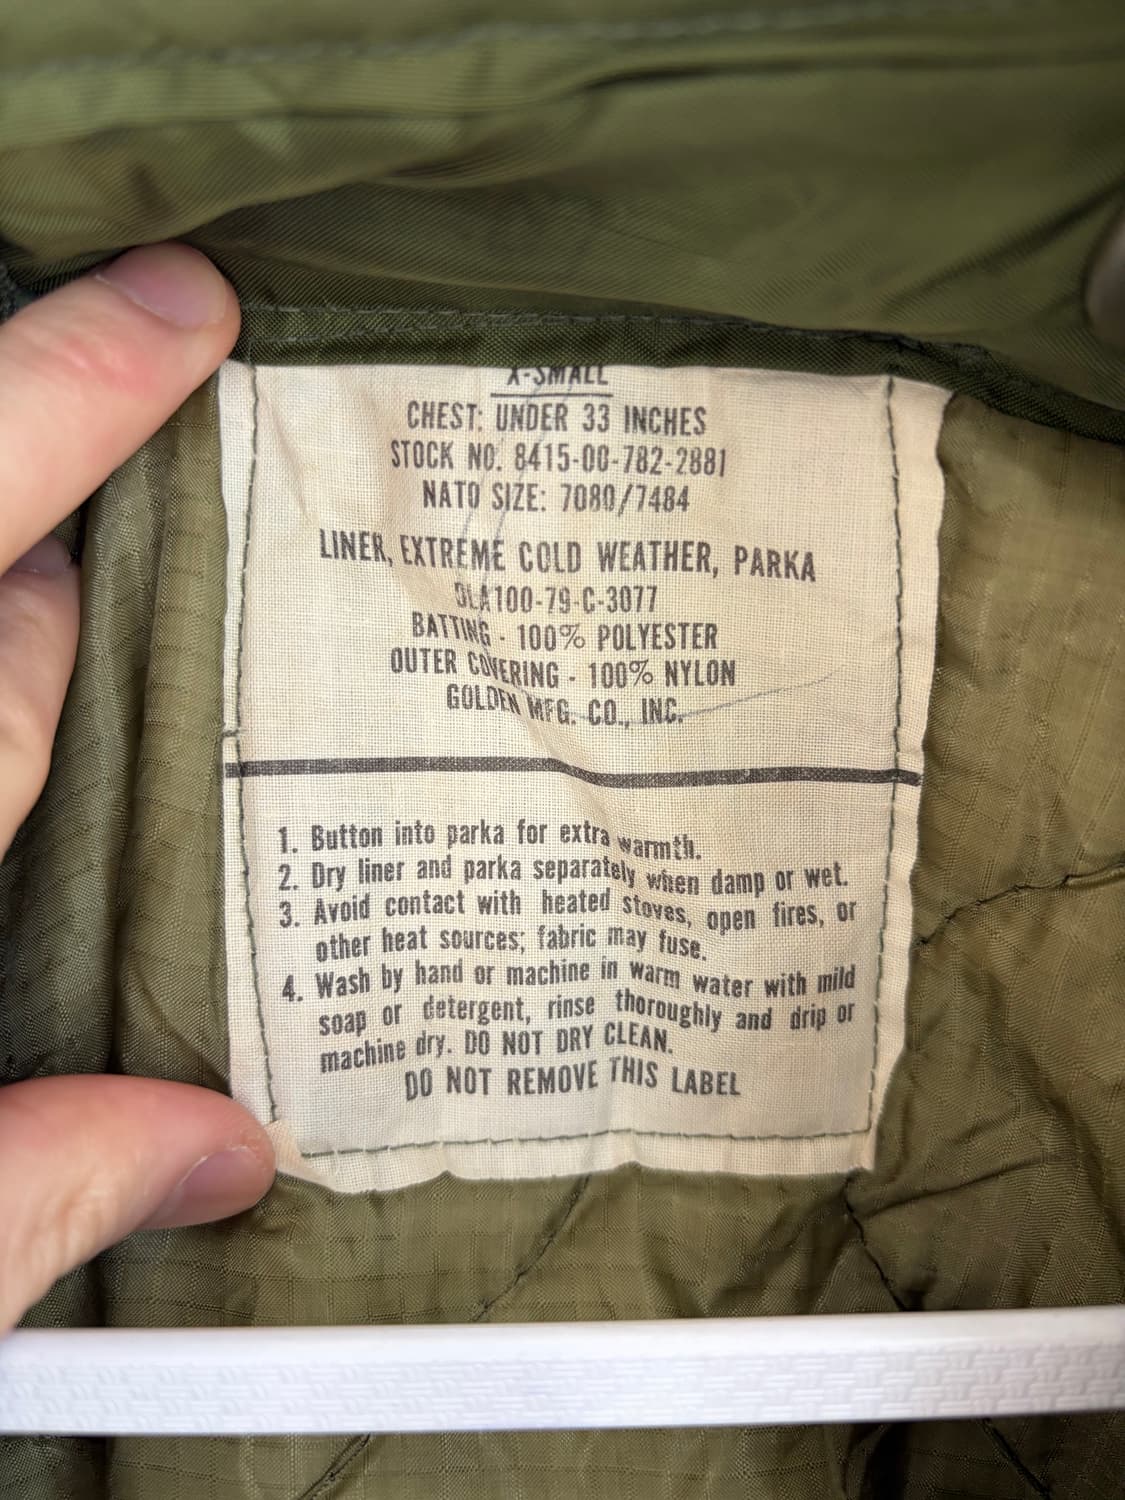 X-SMALL
CHEST: UNDER 33 INCHES
STOCK NO. 8415-00-782-2881
NATO SIZE: 7080/7484
LINER, EXTREME COLD WEATHER, PARKA
DLA100-79-C-3077
BATTING - 100% POLYESTER
OUTER COVERING - 100% NYLON
GOLDEN MFG. CO., INC.
1. Button into parka for extra warmth.
2. Dry liner and parka separately when damp or wet.
3. Avoid contact with heated stoves, open fires, or
other heat sources; fabric may fuse.
4. Wash by hand or machine in warm water with mild
soap or detergent, rinse thoroughly and drip or
machine dry. DO NOT DRY CLEAN.
DO NOT REMOVE THIS LABEL